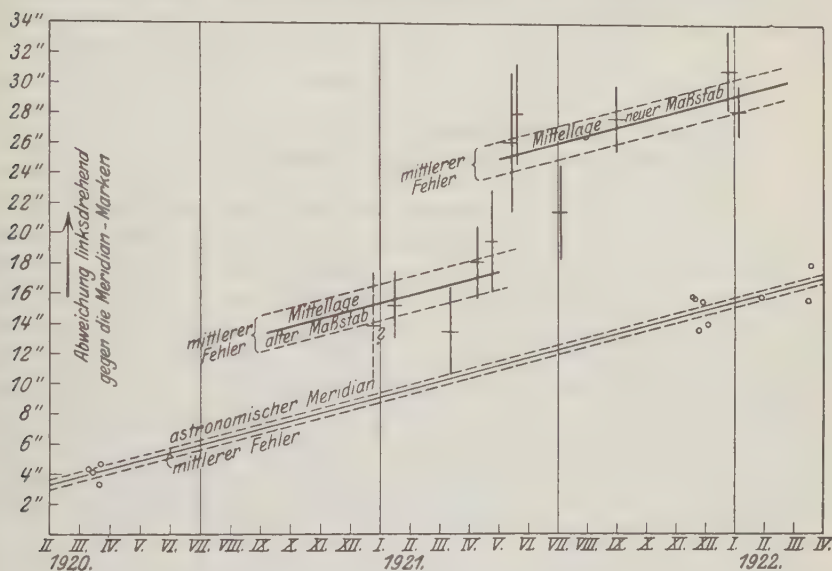 34"
32"
30"
28"
26"
24"
22"
20"
18"
16"
14"
12"
10"
8"
6"
4"
2"
Abweichung linksdrehend
gegen die Meridian-Marken
mittlerer
Fehler
Mittellage neuer Maßstab
mittlerer
Fehler
Mittellage
alter Maßstab
?
astronomischer Meridian
mittlerer Fehler
II. III. IV. V. VI. VII. VIII. IX. X. XI. XII. I. II. III. IV. V. VI. VII. VIII. IX. X. XI. XII. I. II. III. IV.
1920. 1921. 1922.